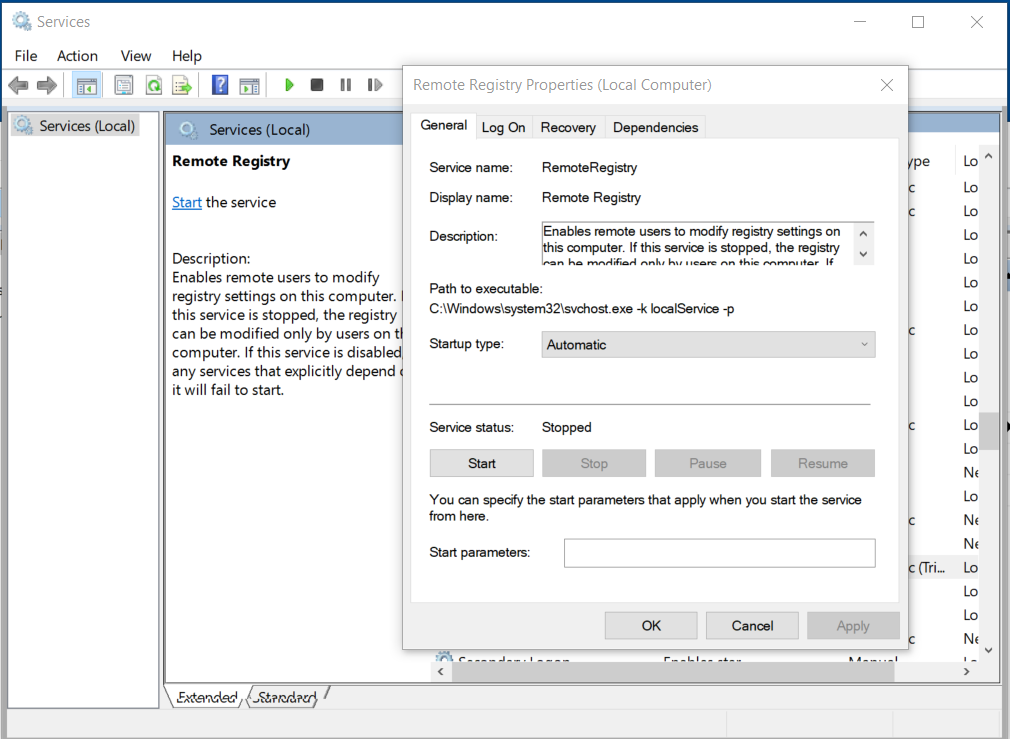 Services
File Action View Help
Services (Local)
Services (Local)
Remote Registry
Start the service
Description:
Enables remote users to modify
registry settings on this computer.
this service is stopped, the registry
can be modified only by users on
computer. If this service is disabled,
any services that explicitly depend
it will fail to start.
Remote Registry Properties (Local Computer)
General Log On Recovery Dependencies
Service name: RemoteRegistry
Display name: Remote Registry
Description:
Enables remote users to modify registry settings on
this computer. If this service is stopped, the registry
can be modified only by users on this computer. If
Path to executable:
C:\Windows\system32\svchost.exe -k localService -p
Startup type: Automatic
Service status: Stopped
Start Stop Pause Resume
You can specify the start parameters that apply when you start the service
from here.
Start parameters:
OK Cancel Apply
ype Lo
c Lo
c Lo
Lo
Lo
Lo
Lo
c Lo
Lo
Lo
Lo
c Lo
Lo
Ne
Lo
c Ne
Ne
c (Tri... Lo
Lo
Lo
c Ne
Secondary Logon Enables star Manual Lo
Extended Standard